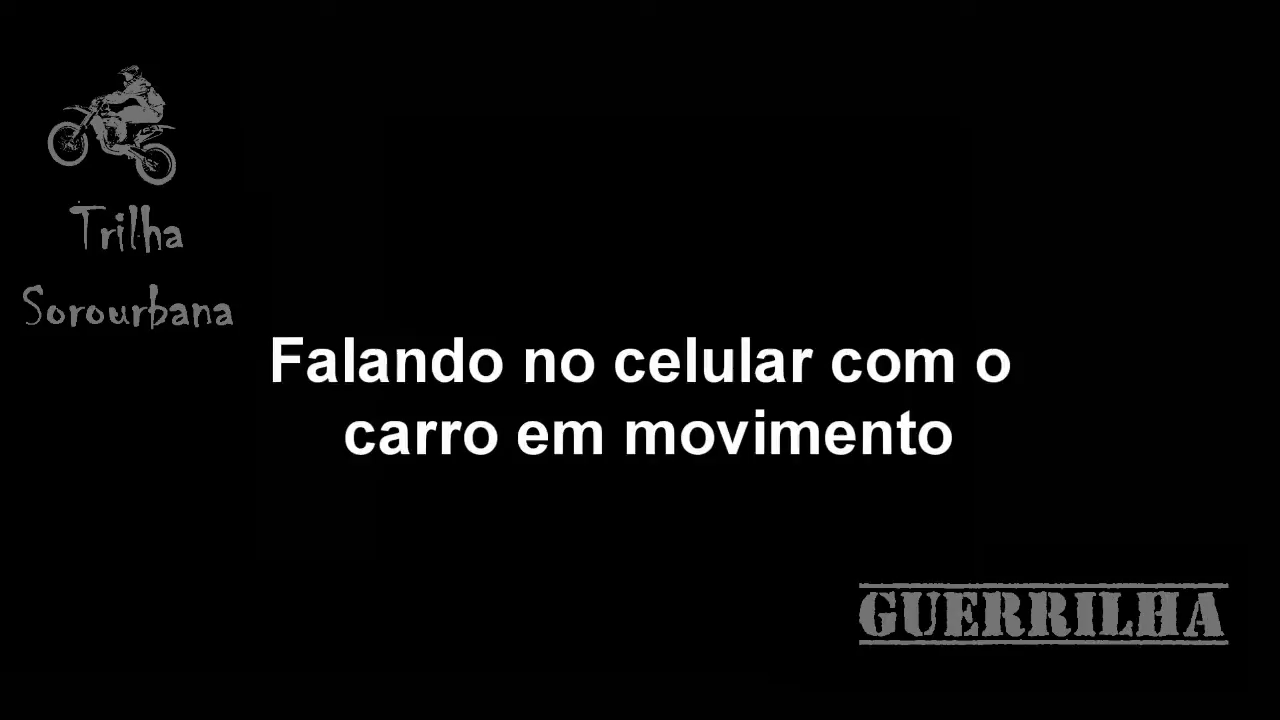 Trilha
Sorourbana
Falando no celular com o
carro em movimento
GUERRILHA